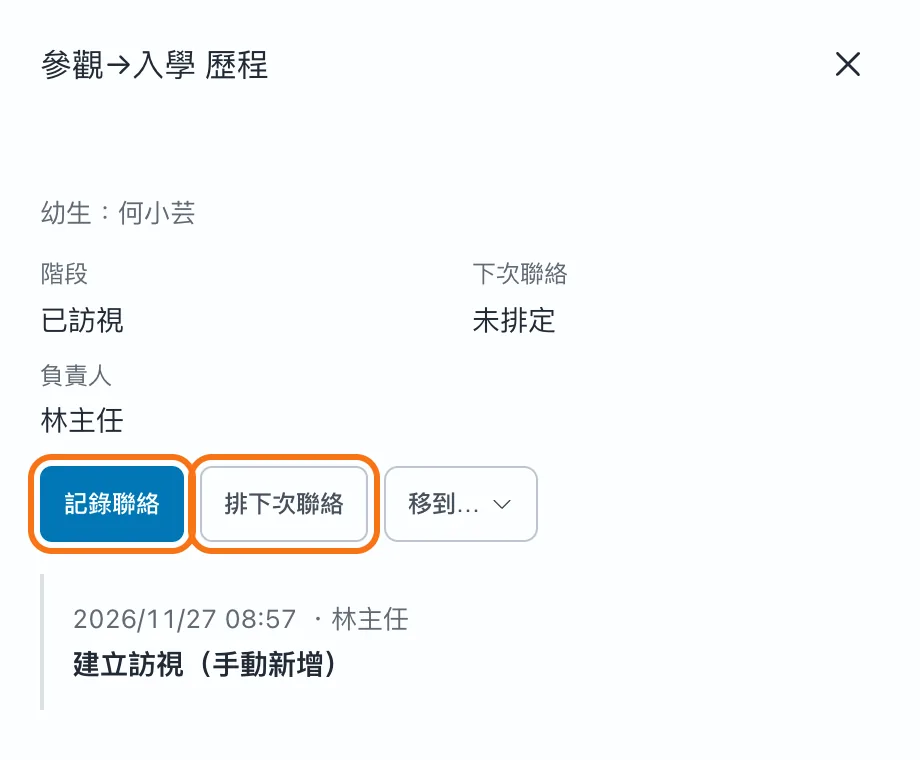 參觀→入學 歷程
幼生：何小芸
階段
下次聯絡
已訪視
未排定
負責人
林主任
記錄聯絡
排下次聯絡
移到...
2026/11/27 08:57 · 林主任
建立訪視（手動新增）